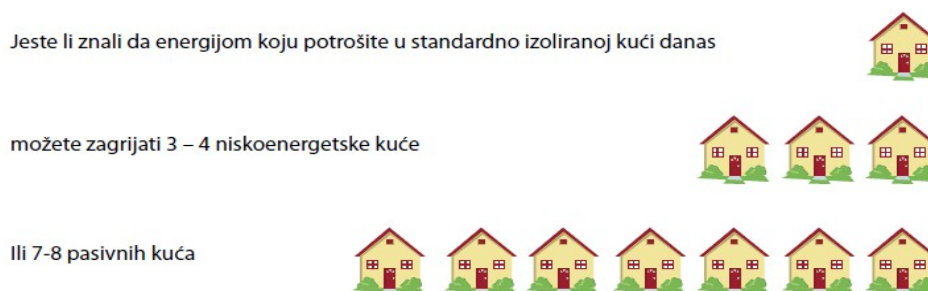 Jeste li znali da energijom koju potrošite u standardno izoliranoj kući danas
možete zagrijati 3 – 4 niskoenergetske kuće
Ili 7-8 pasivnih kuća